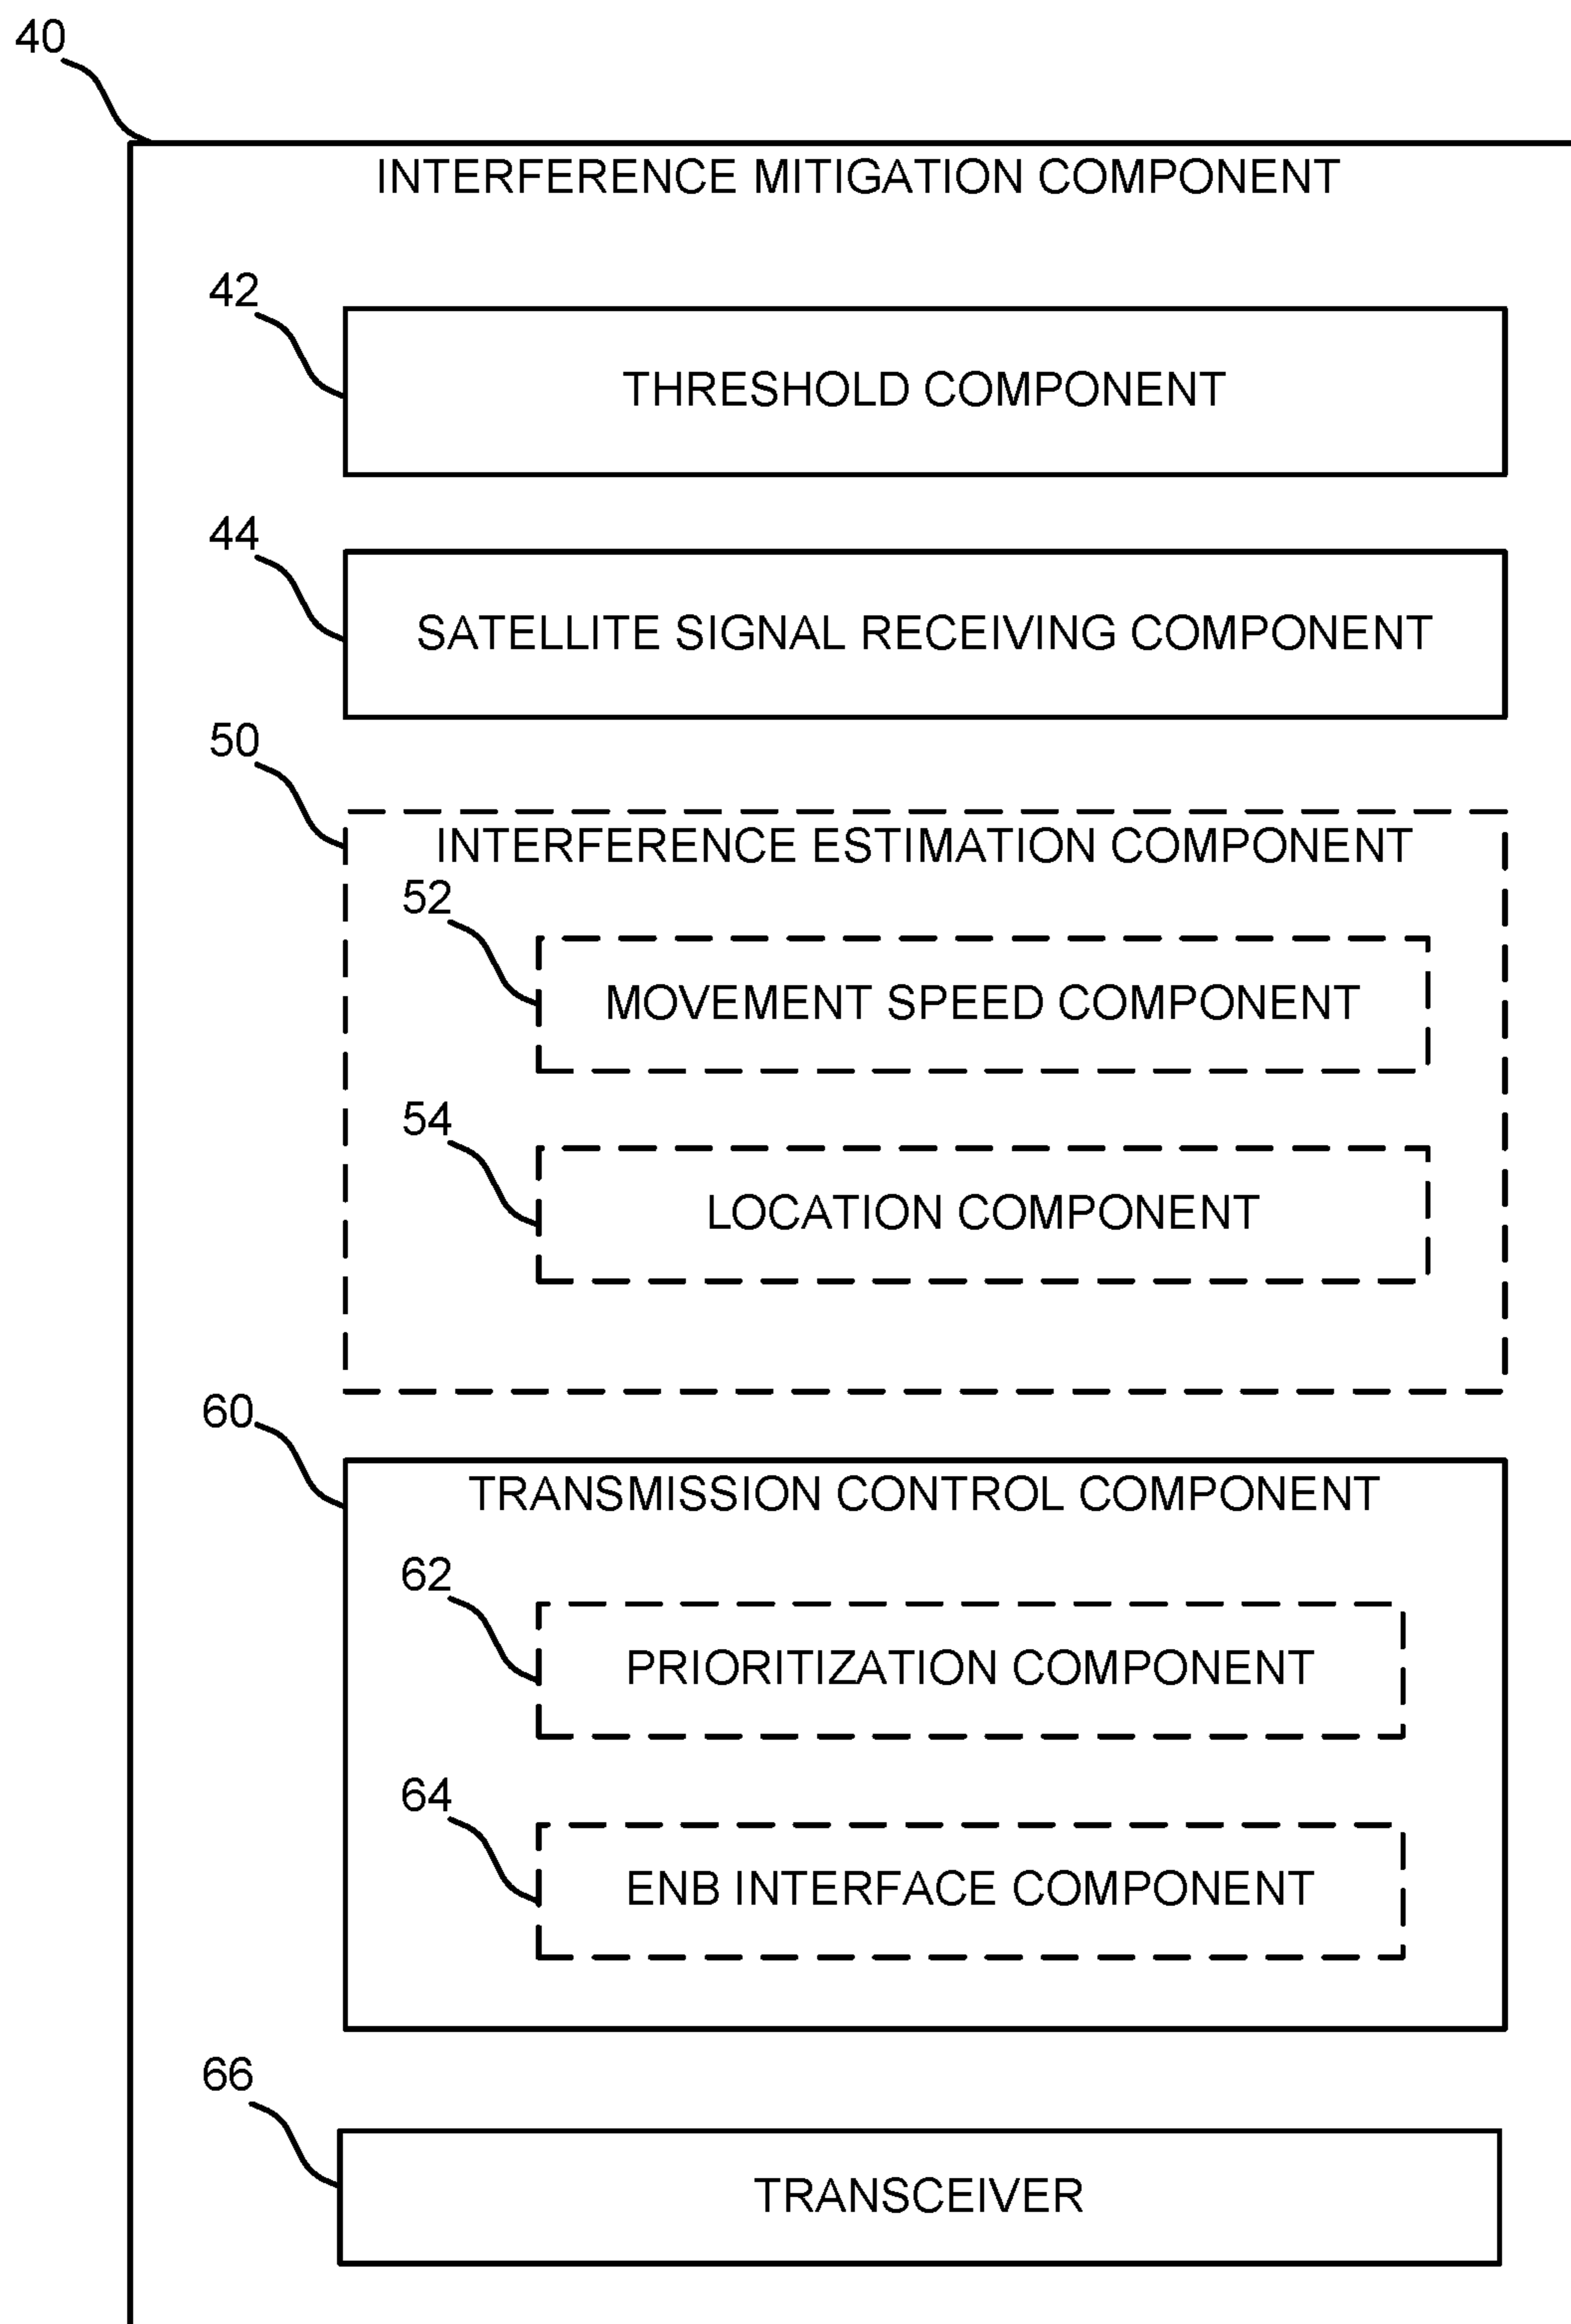 40
INTERFERENCE MITIGATION COMPONENT
42
THRESHOLD COMPONENT
44
SATELLITE SIGNAL RECEIVING COMPONENT
50
INTERFERENCE ESTIMATION COMPONENT
52
MOVEMENT SPEED COMPONENT
54
LOCATION COMPONENT
60
TRANSMISSION CONTROL COMPONENT
62
PRIORITIZATION COMPONENT
64
ENB INTERFACE COMPONENT
66
TRANSCEIVER